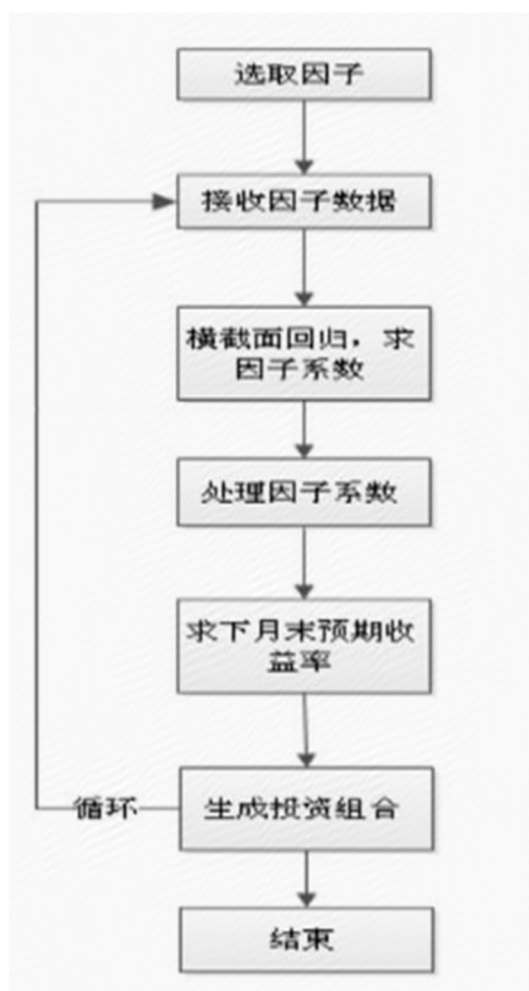 选取因子
接收因子数据
横截面回归，求
因子系数
处理因子系数
求下月末预期收
益率
循环
生成投资组合
结束